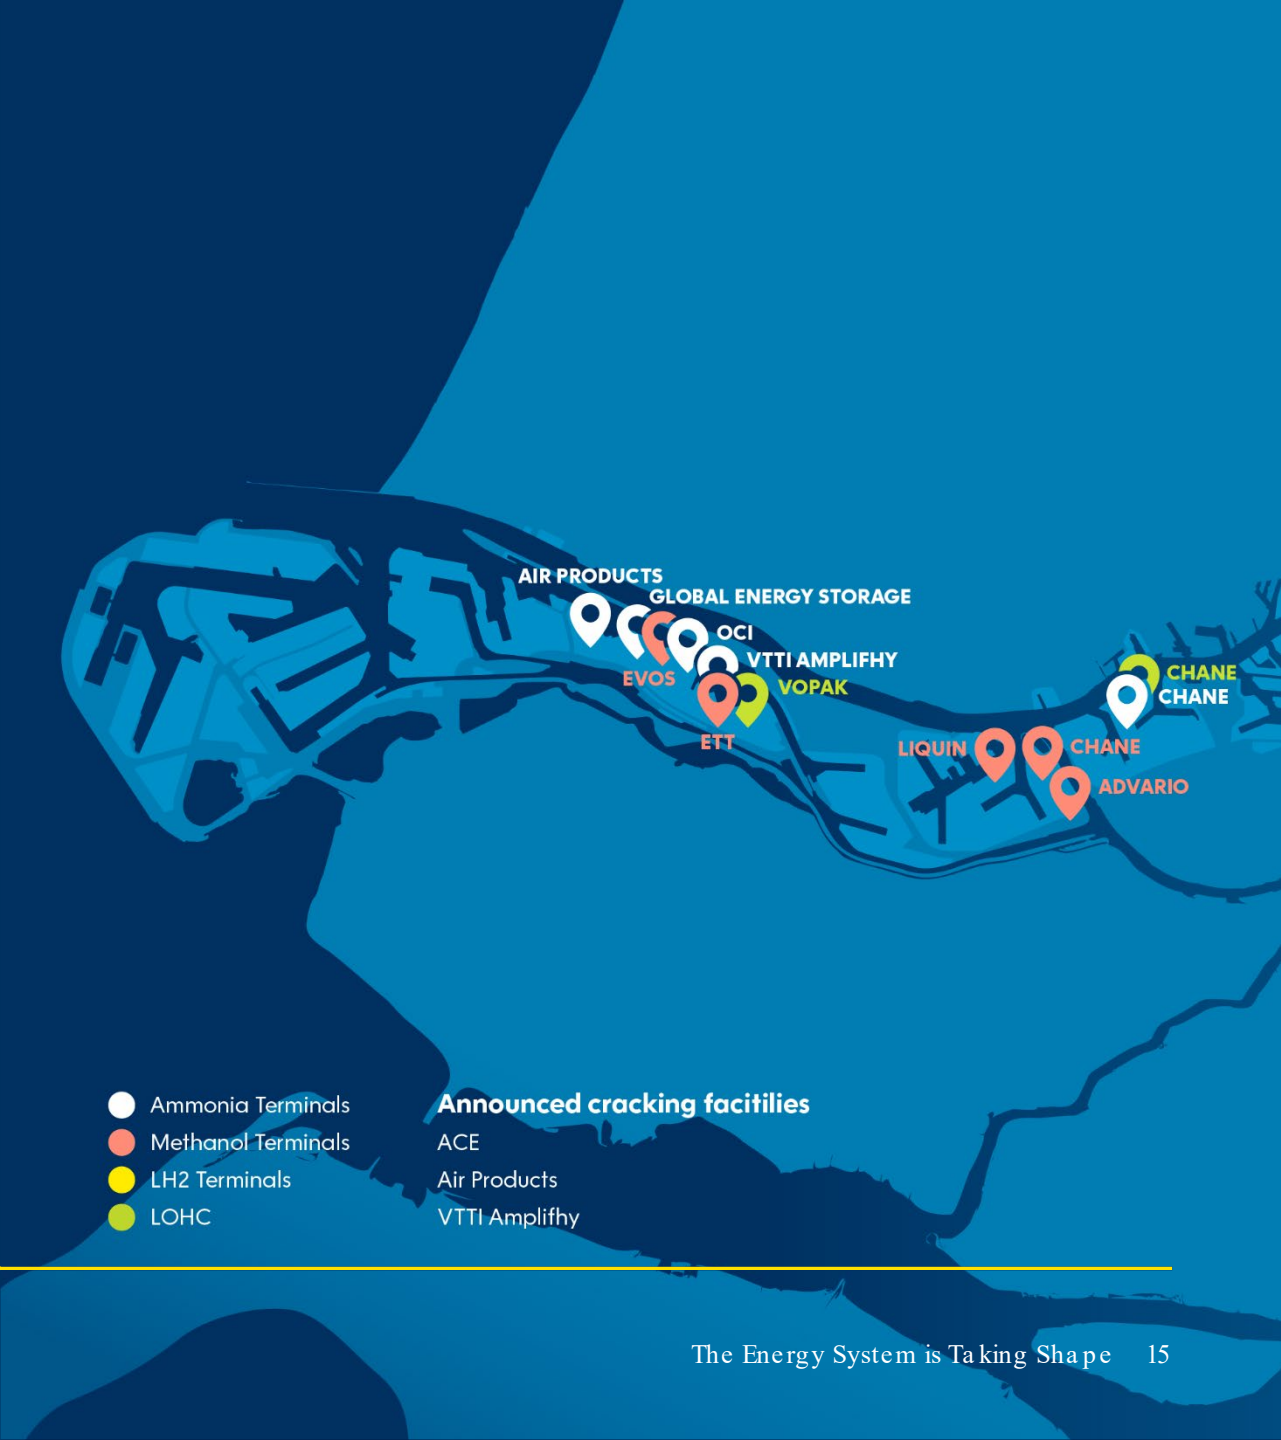 AIR PRODUCTS
GLOBAL ENERGY STORAGE
OCI
VTTI AMPLIFHY
EVOS
VOPAK
CHANE
CHANE
ETT
LIQUIN
CHANE
ADVARIO
Ammonia Terminals
Methanol Terminals
LH2 Terminals
LOHC
Announced cracking facitilies
ACE
Air Products
VTTI Amplifhy
The Energy System is Taking Shape 15